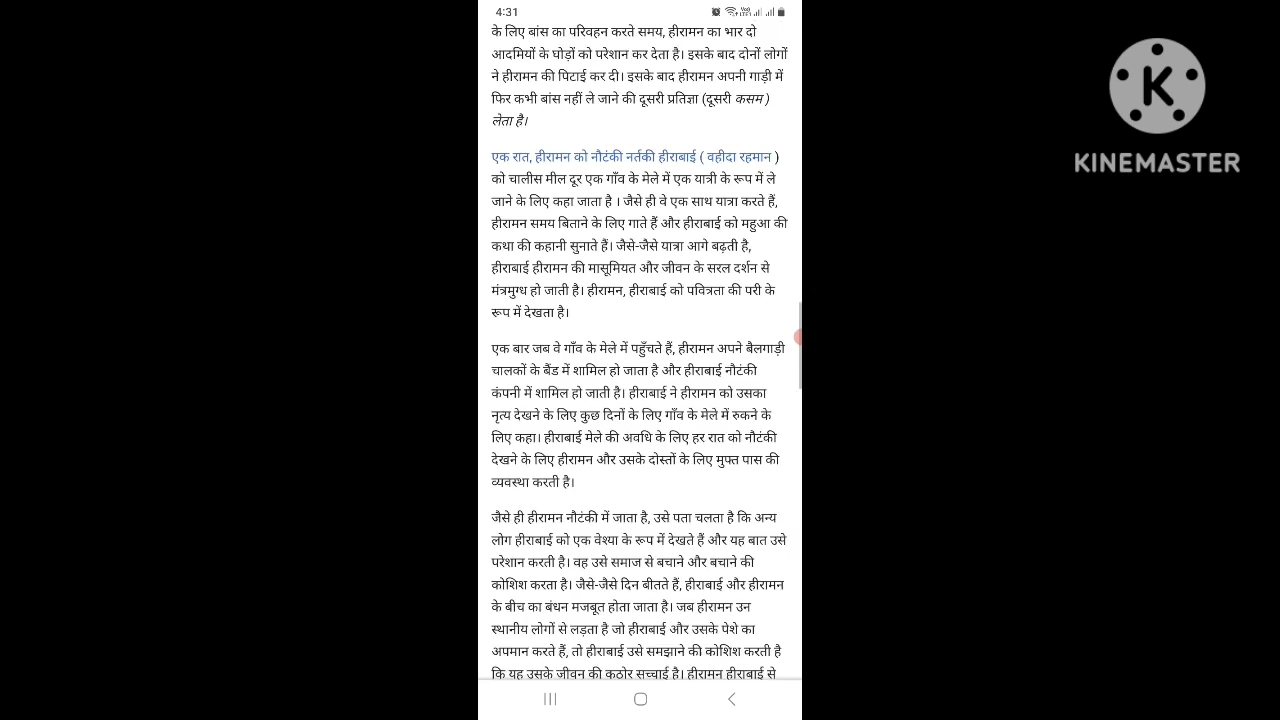 4:31
के लिए बांस का परिवहन करते समय, हीरामन का भार दो
आदमियों के घोड़ों को परेशान कर देता है। इसके बाद दोनों लोगों
ने हीरामन की पिटाई कर दी। इसके बाद हीरामन अपनी गाड़ी में
फिर कभी बांस नहीं ले जाने की दूसरी प्रतिज्ञा (दूसरी कसम )
लेता है।
एक रात, हीरामन को नौटंकी नर्तकी हीराबाई ( वहीदा रहमान )
को चालीस मील दूर एक गाँव के मेले में एक यात्री के रूप में ले
जाने के लिए कहा जाता है । जैसे ही वे एक साथ यात्रा करते हैं,
हीरामन समय बिताने के लिए गाते हैं और हीराबाई को महुआ की
कथा की कहानी सुनाते हैं। जैसे-जैसे यात्रा आगे बढ़ती है,
हीराबाई हीरामन की मासूमियत और जीवन के सरल दर्शन से
मंत्रमुग्ध हो जाती है। हीरामन, हीराबाई को पवित्रता की परी के
रूप में देखता है।
एक बार जब वे गाँव के मेले में पहुँचते हैं, हीरामन अपने बैलगाड़ी
चालकों के बैंड में शामिल हो जाता है और हीराबाई नौटंकी
कंपनी में शामिल हो जाती है। हीराबाई ने हीरामन को उसका
नृत्य देखने के लिए कुछ दिनों के लिए गाँव के मेले में रुकने के
लिए कहा। हीराबाई मेले की अवधि के लिए हर रात को नौटंकी
देखने के लिए हीरामन और उसके दोस्तों के लिए मुफ्त पास की
व्यवस्था करती है।
जैसे ही हीरामन नौटंकी में जाता है, उसे पता चलता है कि अन्य
लोग हीराबाई को एक वेश्या के रूप में देखते हैं और यह बात उसे
परेशान करती है। वह उसे समाज से बचाने और बचाने की
कोशिश करता है। जैसे-जैसे दिन बीतते हैं, हीराबाई और हीरामन
के बीच का बंधन मजबूत होता जाता है। जब हीरामन उन
स्थानीय लोगों से लड़ता है जो हीराबाई और उसके पेशे का
अपमान करते हैं, तो हीराबाई उसे समझाने की कोशिश करती है
कि यह उसके जीवन की कठोर सच्चाई है। हीरामन हीराबाई से
K
KINEMASTER